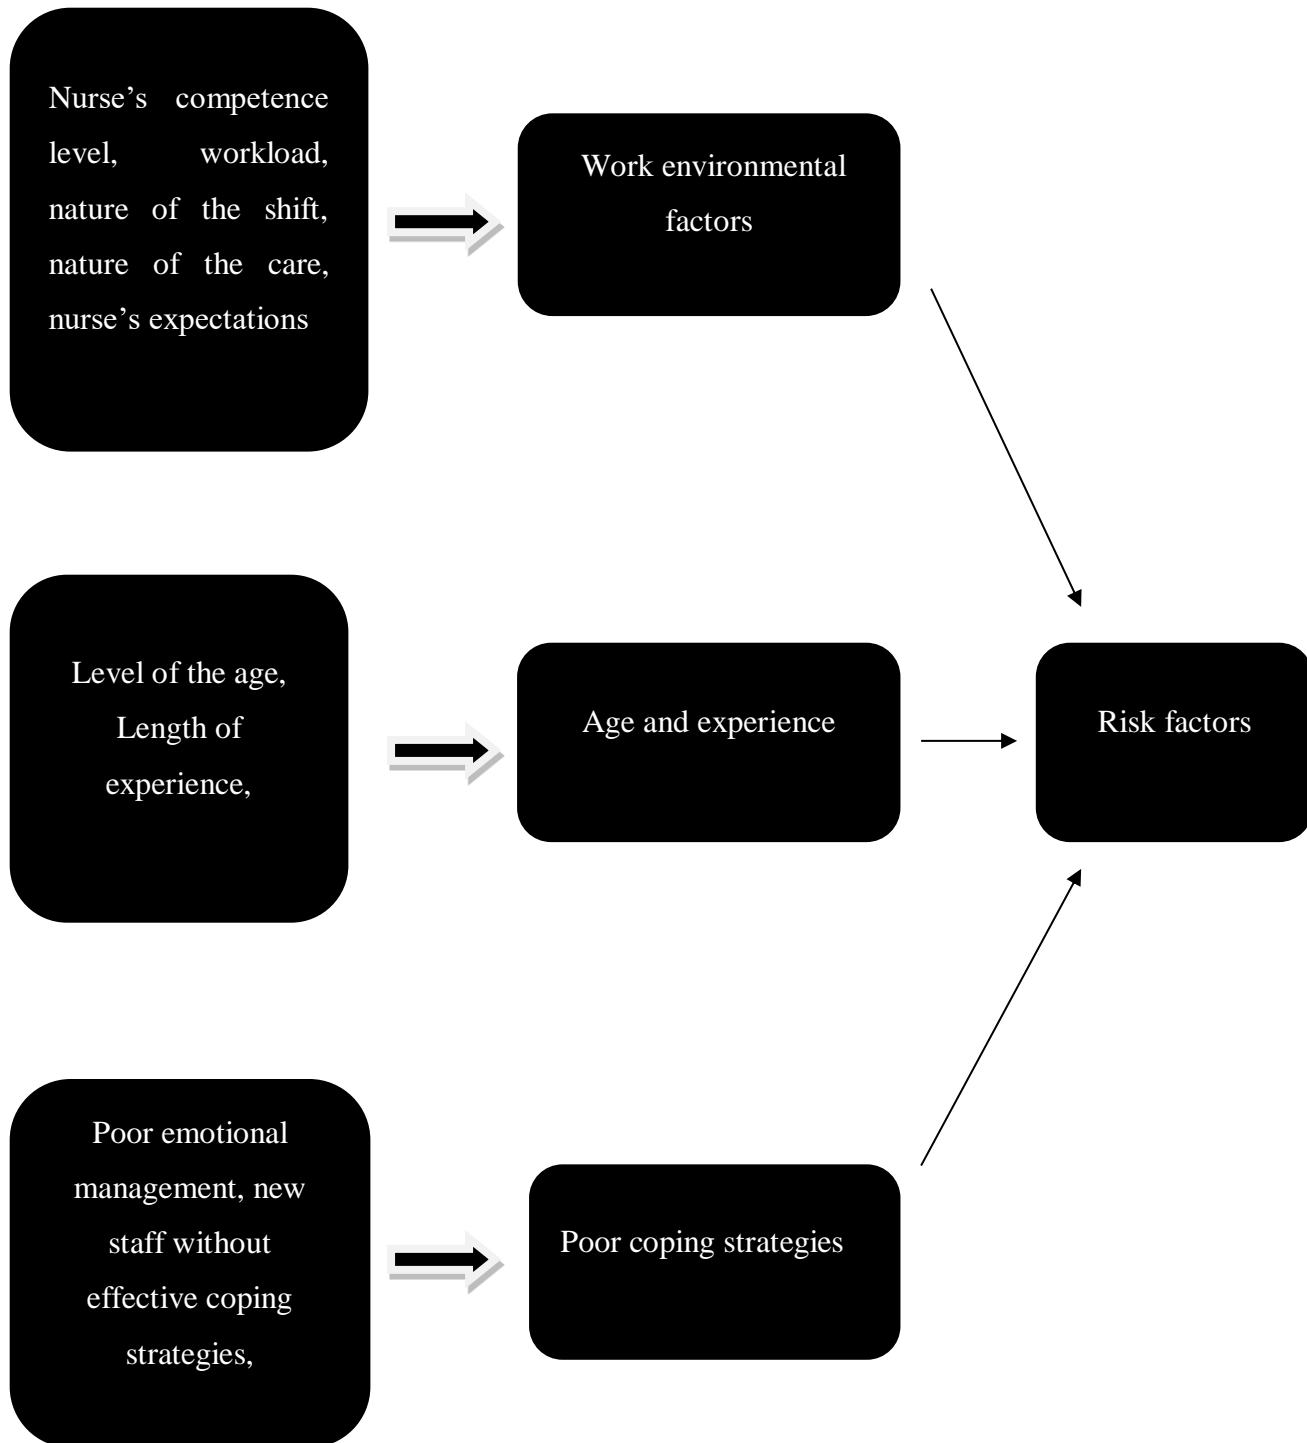 Nurse’s competence
level, workload,
nature of the shift,
nature of the care,
nurse’s expectations
Work environmental
factors
Level of the age,
Length of
experience,
Age and experience
Risk factors
Poor emotional
management, new
staff without
effective coping
strategies,
Poor coping strategies